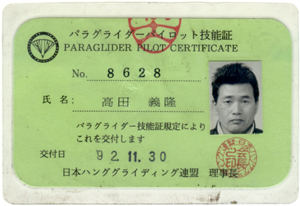 パラグライダーパイロット技能証
PARAGLIDER PILOT CERTIFICATE
No. 8628
氏名: 高田 義隆
パラグライダー技能証規定により
これを交付します
交付日 92.11.30
日本ハンググライディング連盟 理事長